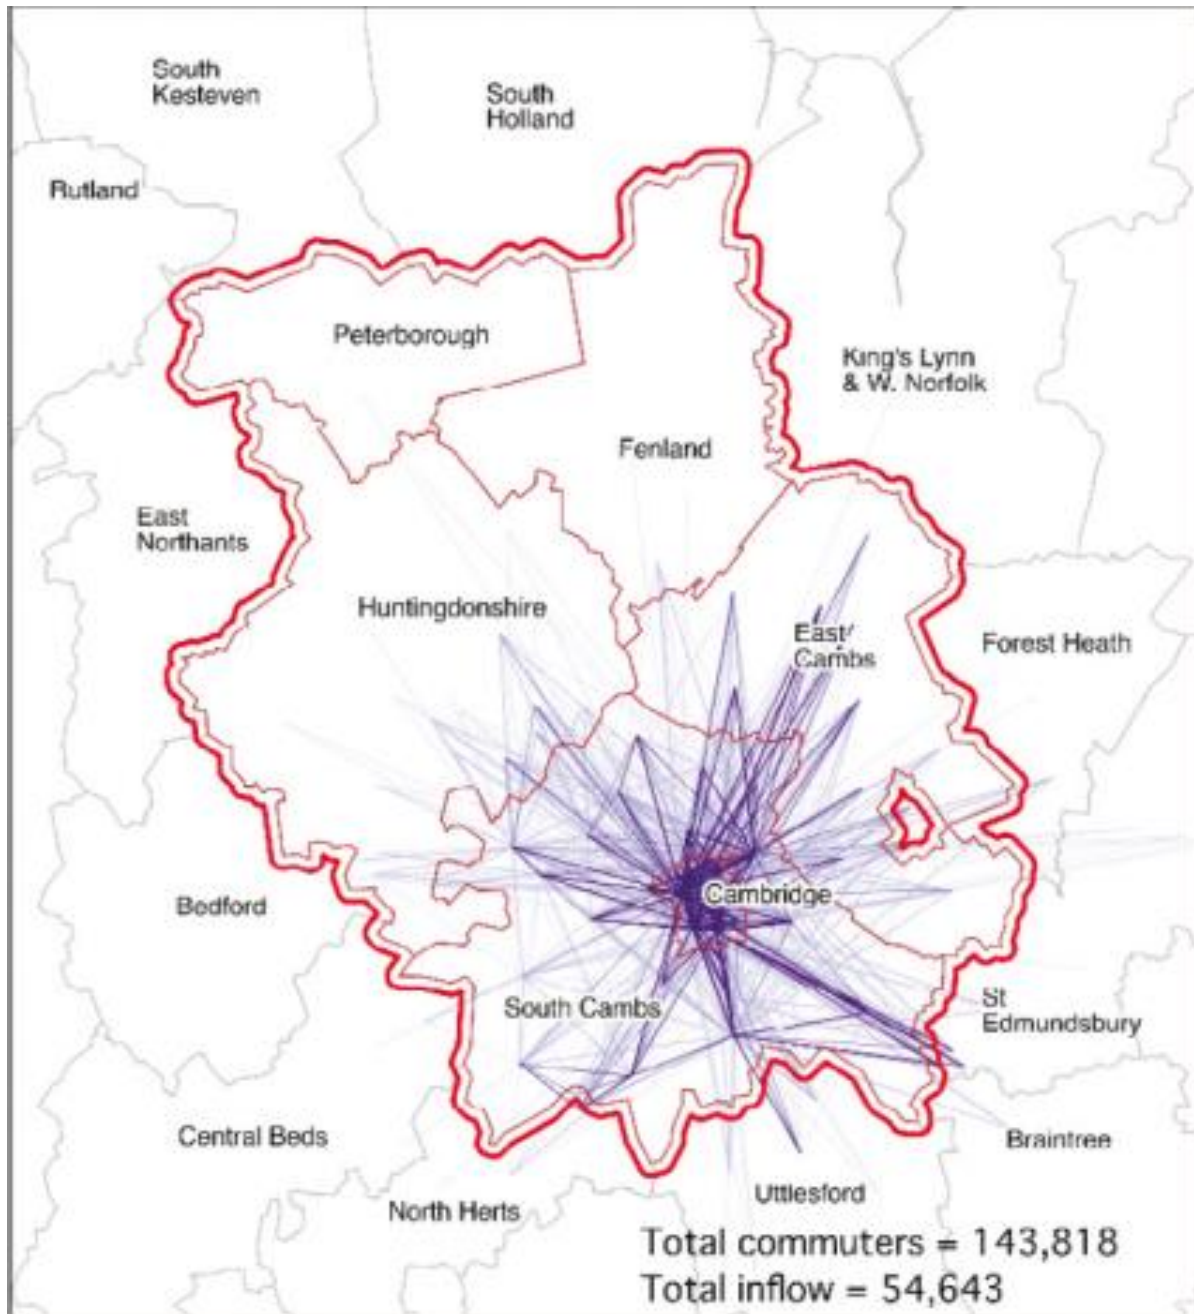 South
Kesteven
South
Holland
Rutland
Peterborough
King's Lynn
& W. Norfolk
Fenland
East
Northants
Huntingdonshire
East
Cambs
Forest Heath
Cambridge
Bedford
South Cambs
St
Edmundsbury
Central Beds
Braintree
Uttlesford
North Herts
Total commuters = 143,818
Total inflow = 54,643